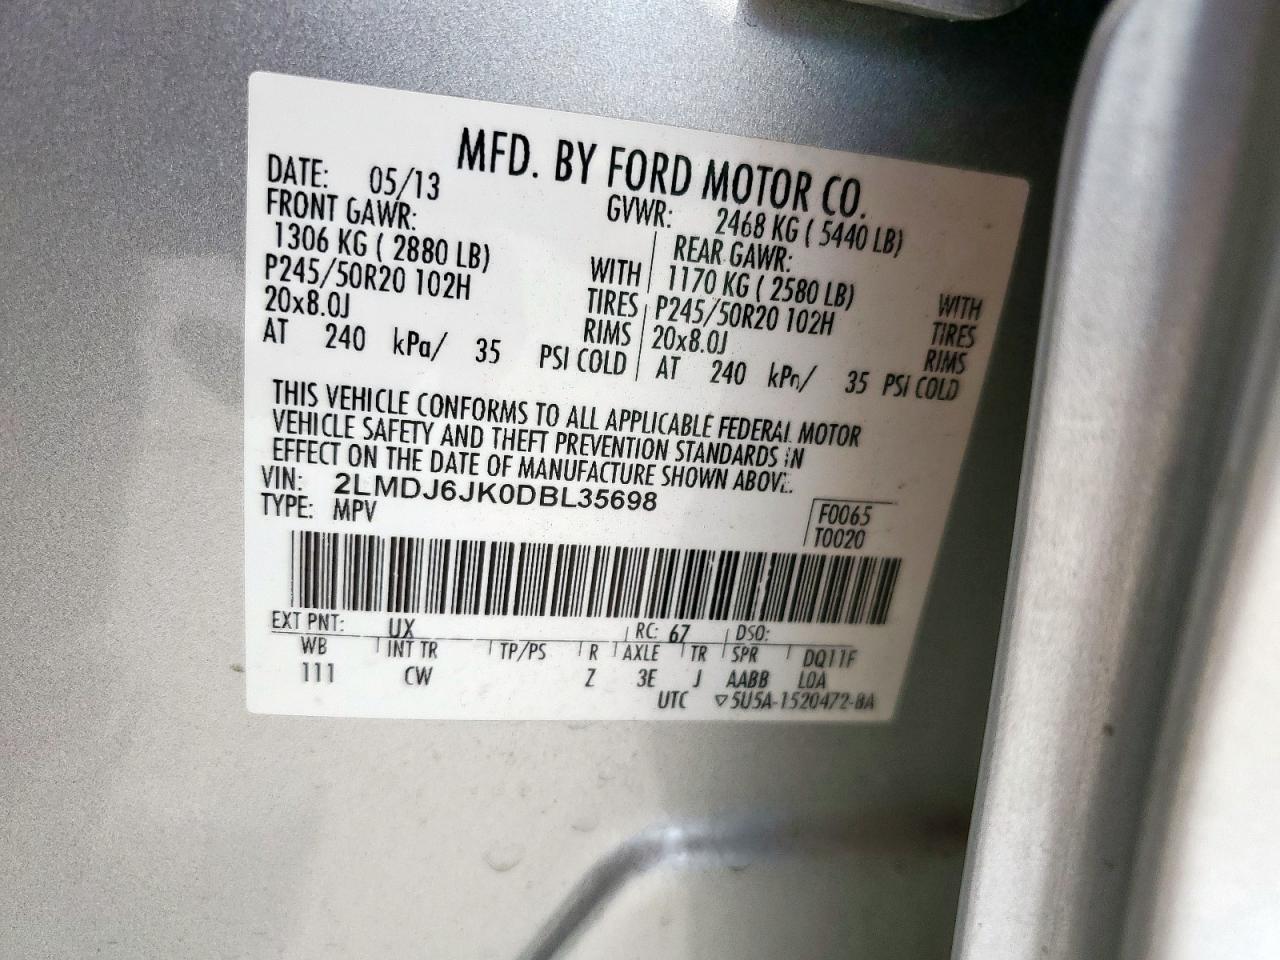 MFD. BY FORD MOTOR CO.
DATE: 05/13 GVWR: 2468 KG ( 5440 LB)
FRONT GAWR: REAR GAWR:
1306 KG ( 2880 LB) WITH 1170 KG ( 2580 LB) WITH
P245/50R20 102H TIRES P245/50R20 102H TIRES
20x8.0J RIMS 20x8.0J RIMS
AT 240 kPa/ 35 PSI COLD AT 240 kPa/ 35 PSI COLD
THIS VEHICLE CONFORMS TO ALL APPLICABLE FEDERAL MOTOR
VEHICLE SAFETY AND THEFT PREVENTION STANDARDS IN
EFFECT ON THE DATE OF MANUFACTURE SHOWN ABOVE.
VIN: 2LMDJ6JK0DBL35698
TYPE: MPV
F0065
T0020
EXT PNT: UX RC: 67 DSO:
WB INT TR TP/PS R AXLE TR SPR DQ11F
111 CW Z 3E J AABB LOA
UTC ▽5U5A-1520472-BA